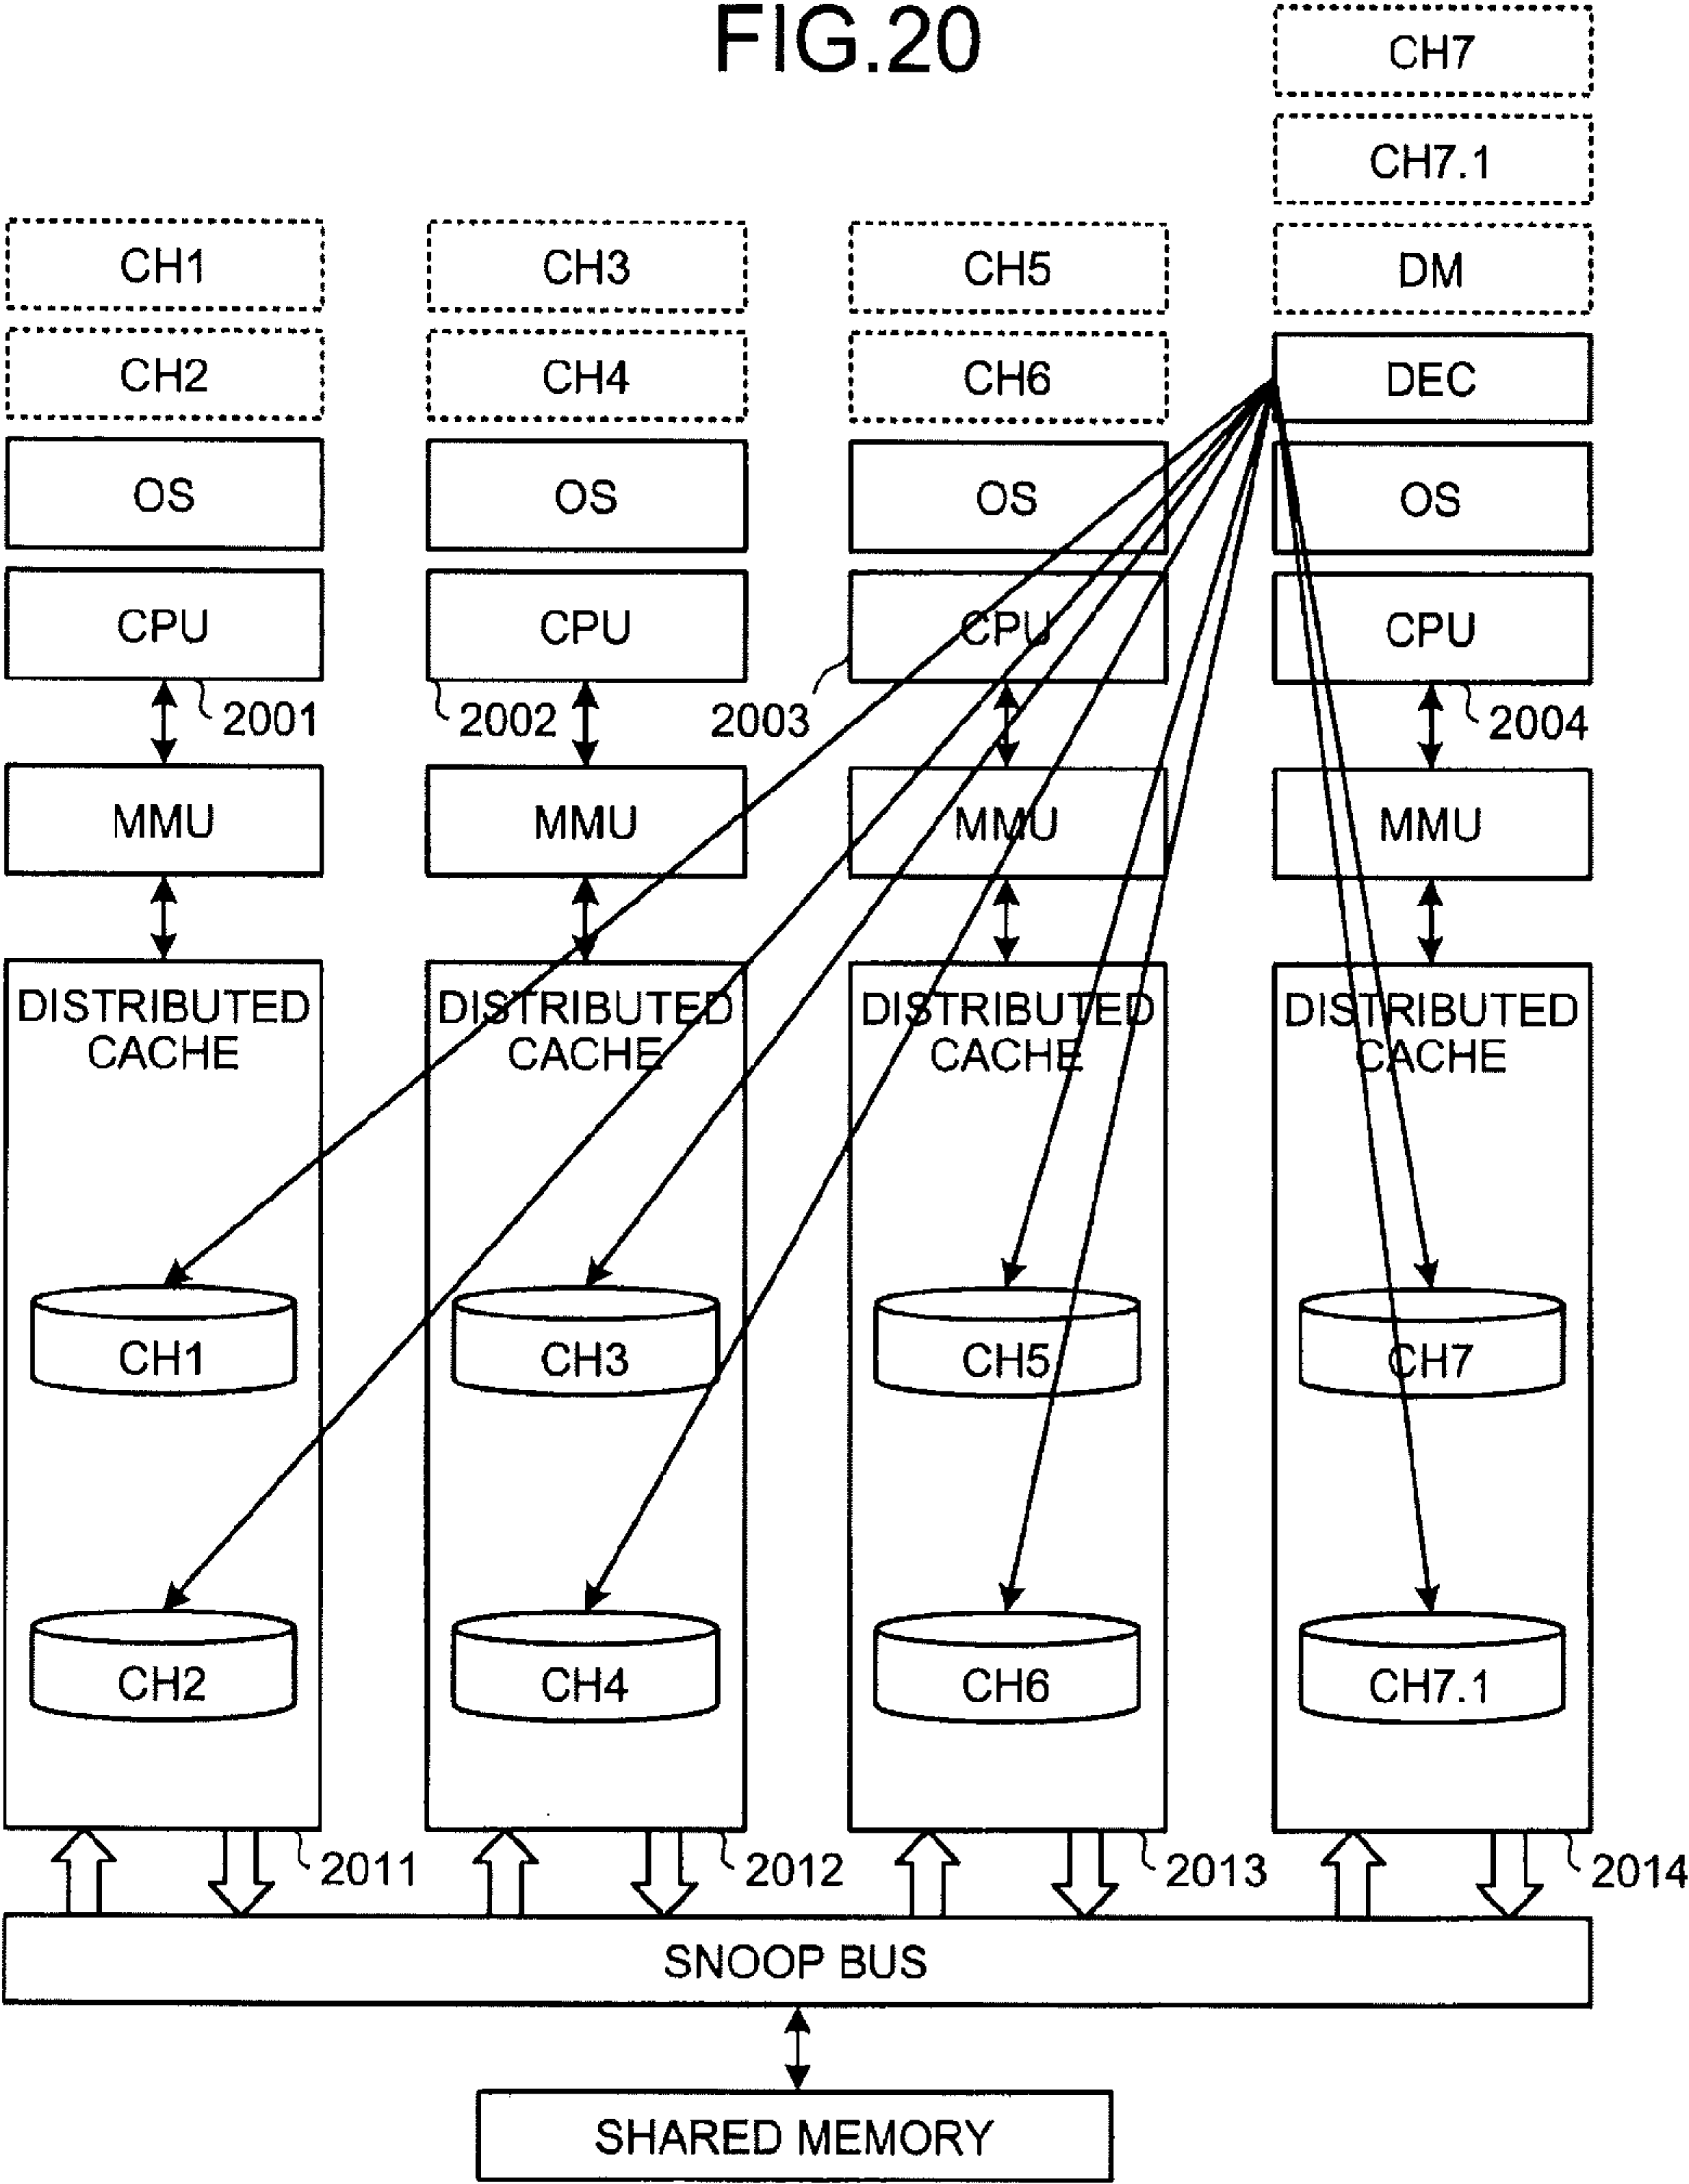 FIG.20
CH7
CH7.1
CH1
CH3
CH5
DM
CH2
CH4
CH6
DEC
OS
OS
OS
OS
CPU
CPU
CPU
CPU
2001
2002
2003
2004
MMU
MMU
MMU
MMU
DISTRIBUTED
CACHE
DISTRIBUTED
CACHE
DISTRIBUTED
CACHE
DISTRIBUTED
CACHE
CH1
CH3
CH5
CH7
CH2
CH4
CH6
CH7.1
2011
2012
2013
2014
SNOOP BUS
SHARED MEMORY